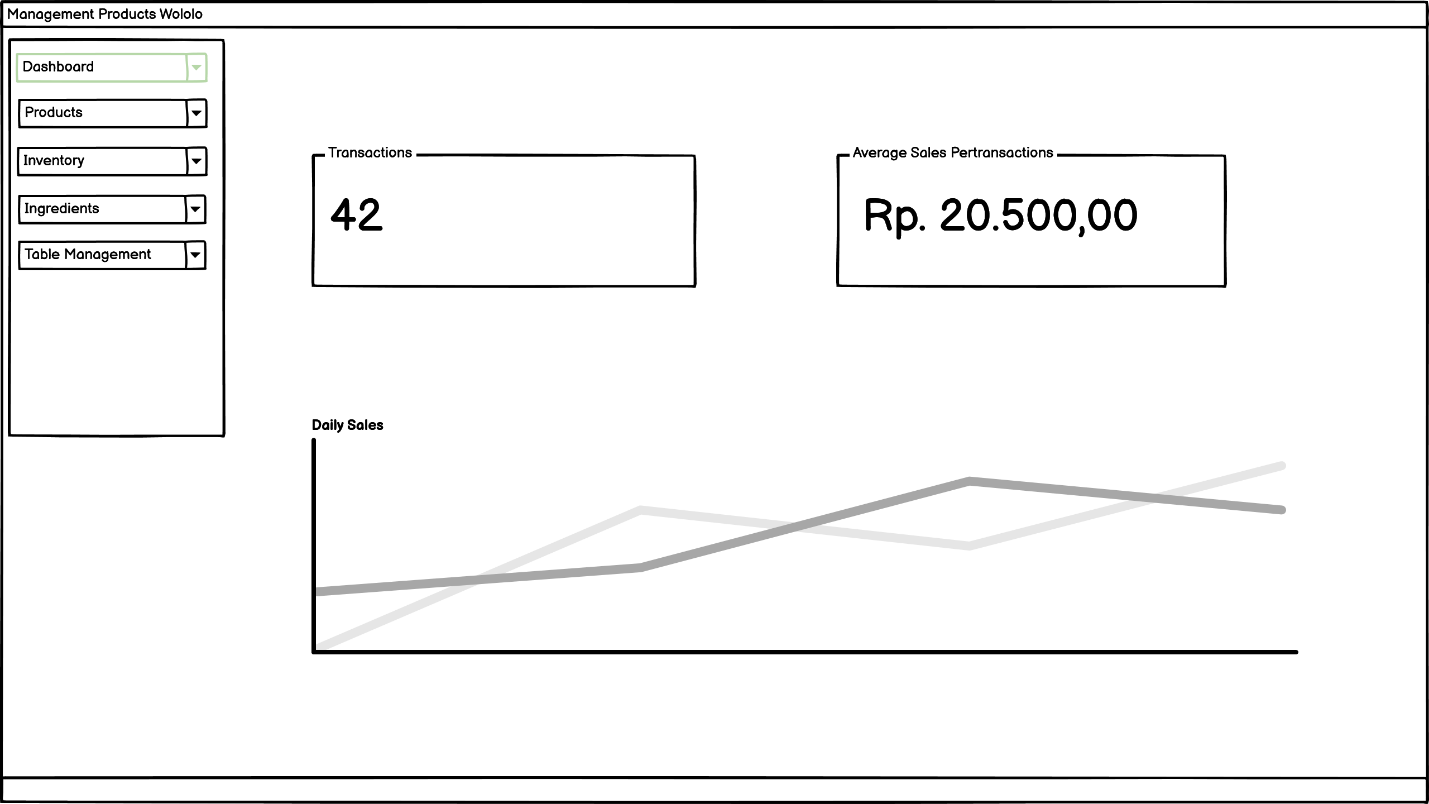 Management Products Wololo
Dashboard
Products
Inventory
Ingredients
Table Management
Transactions
42
Average Sales Pertransactions
Rp. 20.500,00
Daily Sales